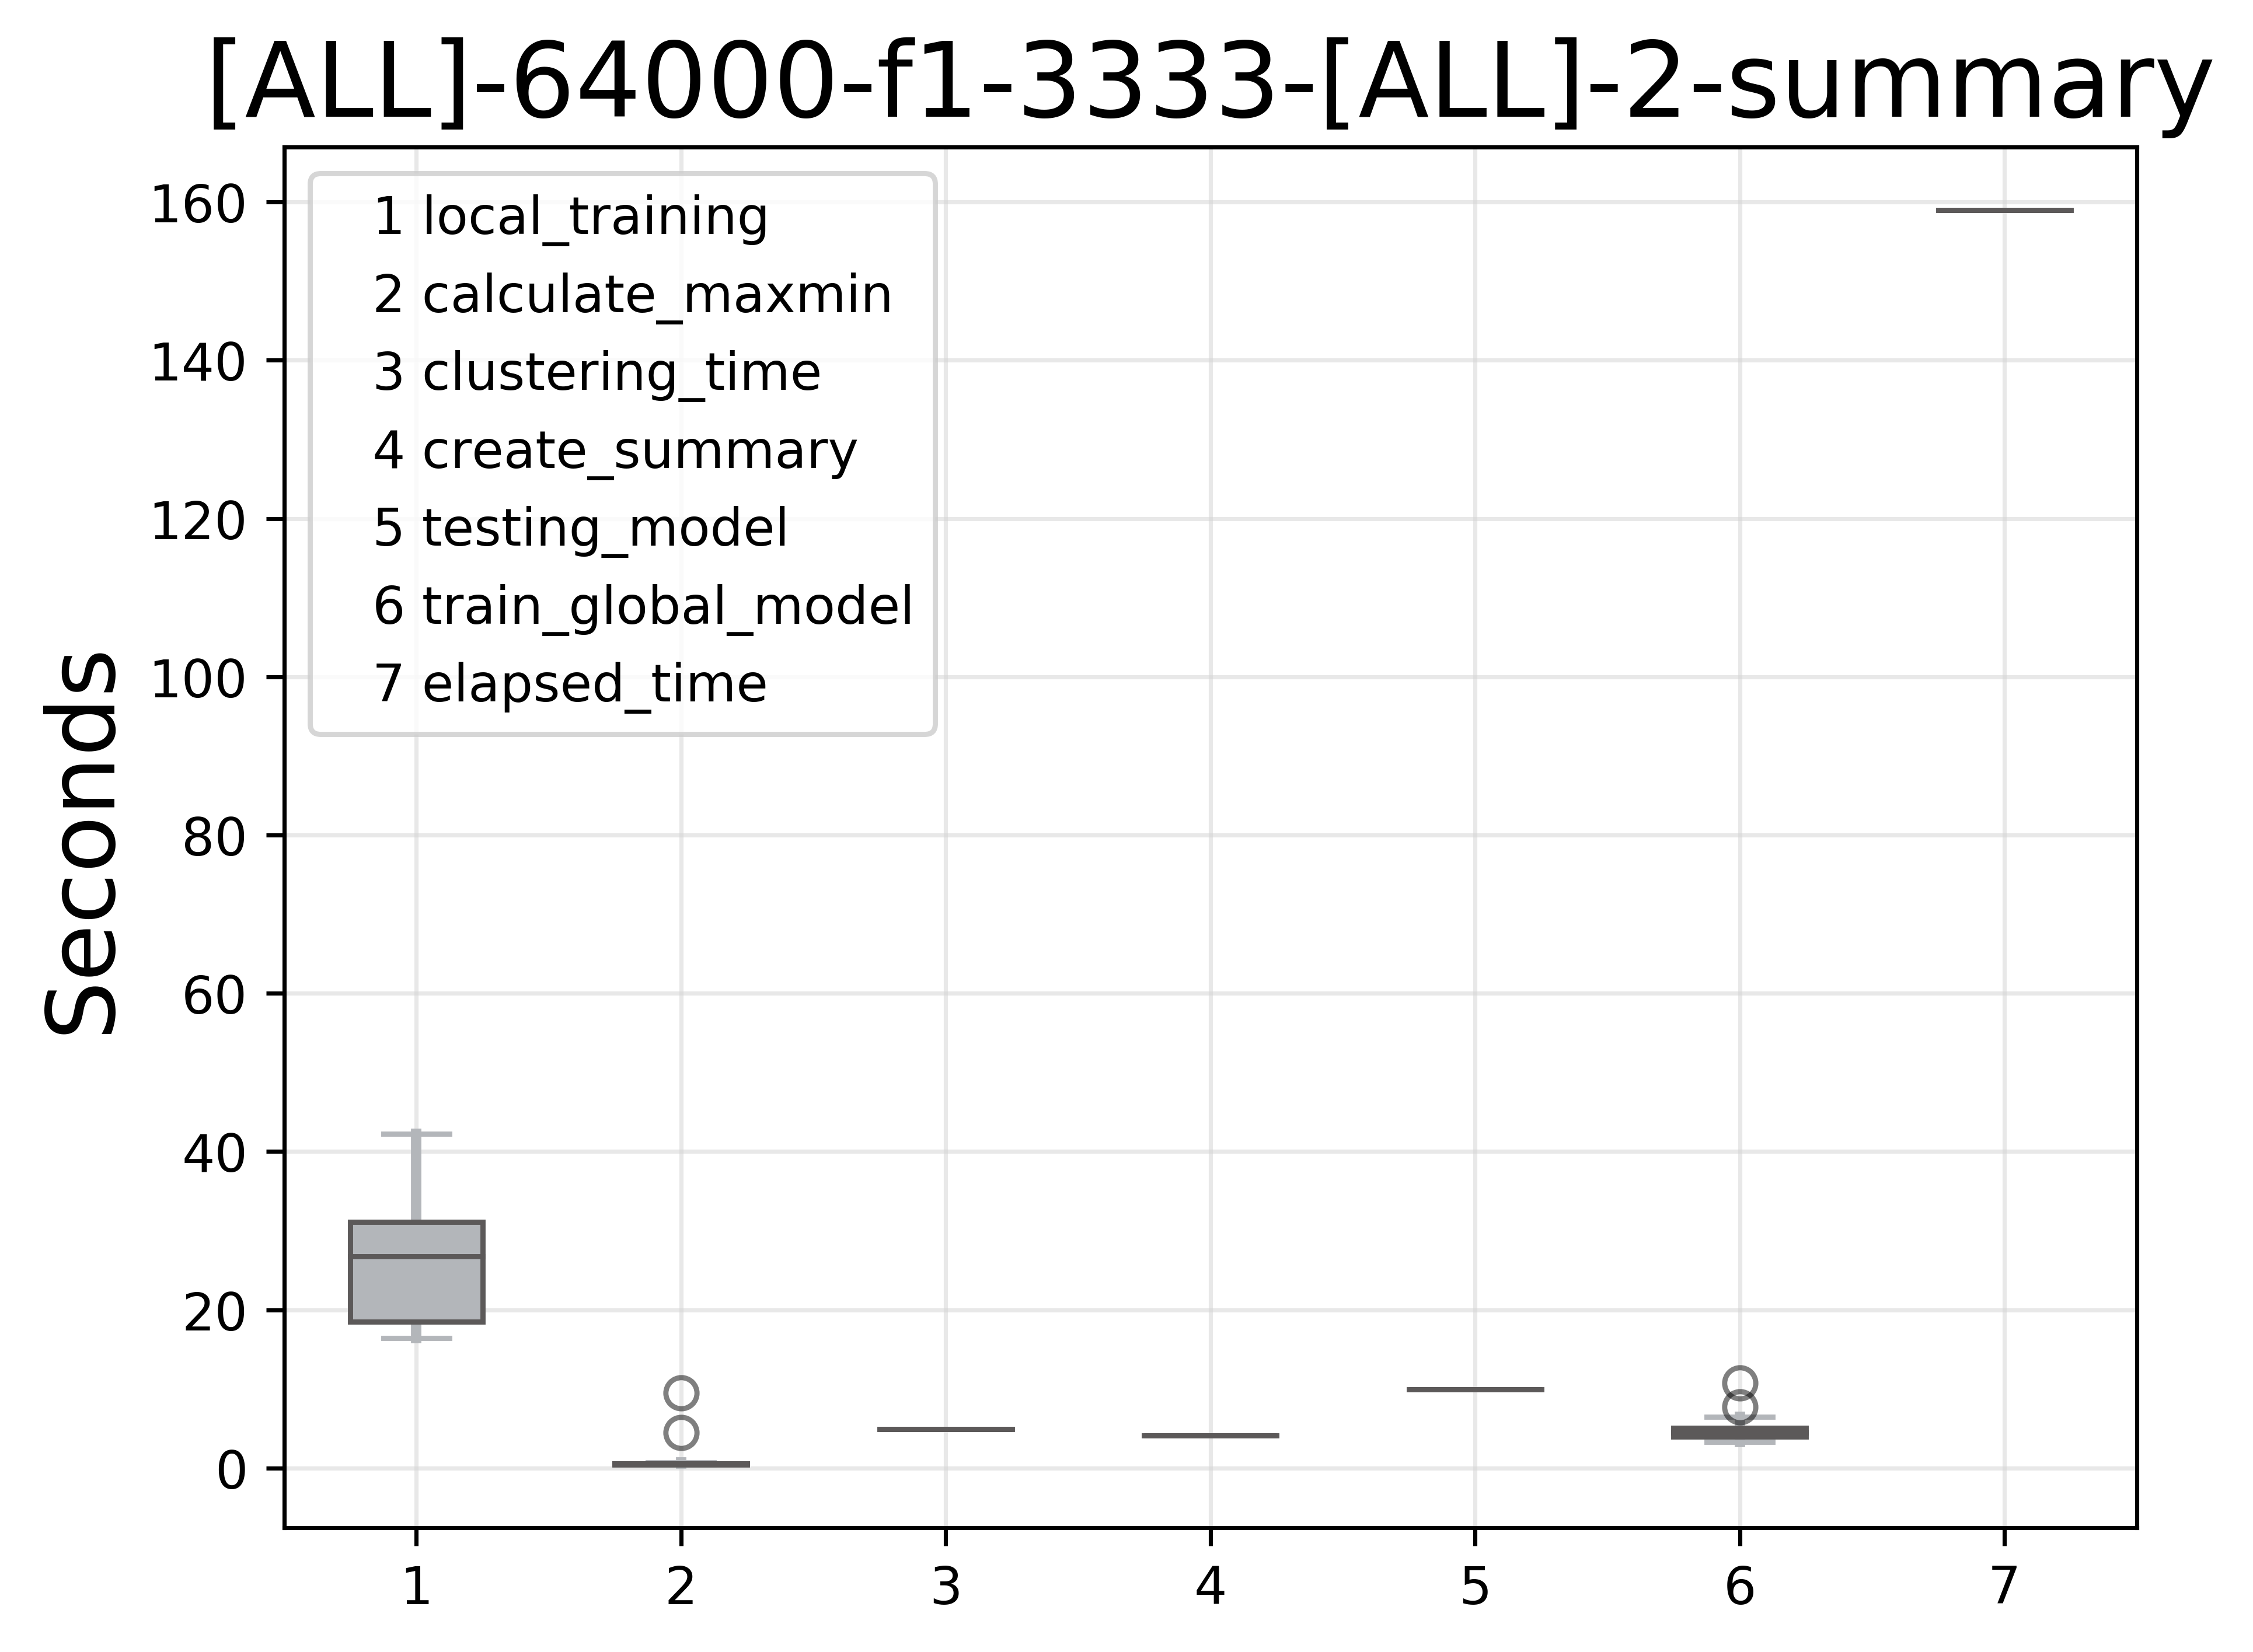 [ALL]-64000-f1-3333-[ALL]-2-summary
Seconds
160
140
120
100
80
60
40
20
0
1 local_training
2 calculate_maxmin
3 clustering_time
4 create_summary
5 testing_model
6 train_global_model
7 elapsed_time
1 2 3 4 5 6 7